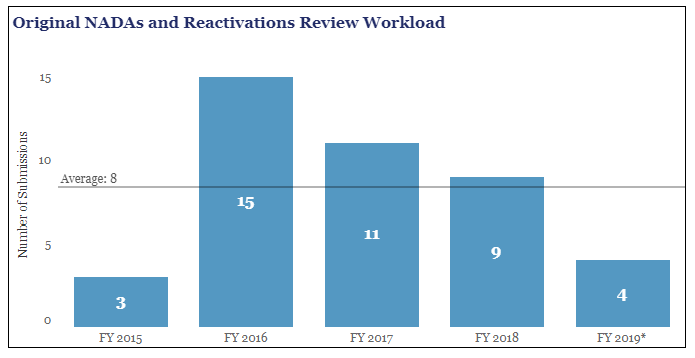 Original NADAs and Reactivations Review Workload
Number of Submissions
15
10
5
0
Average: 8
3
15
11
9
4
FY 2015
FY 2016
FY 2017
FY 2018
FY 2019*